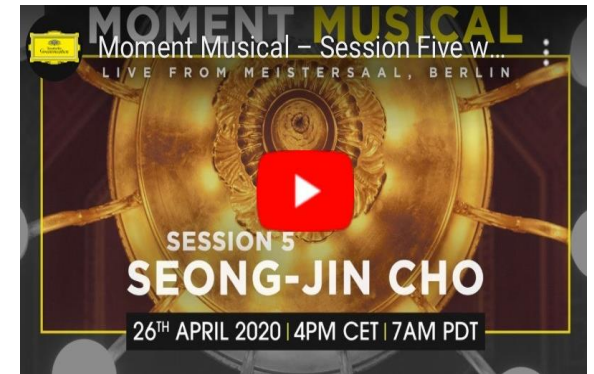 MOMENT MUSICAL
Moment Musical – Session Five w...
LIVE FROM MEISTERSAAL, BERLIN
SESSION 5
SEONG-JIN CHO
26TH APRIL 2020 | 4PM CET | 7AM PDT